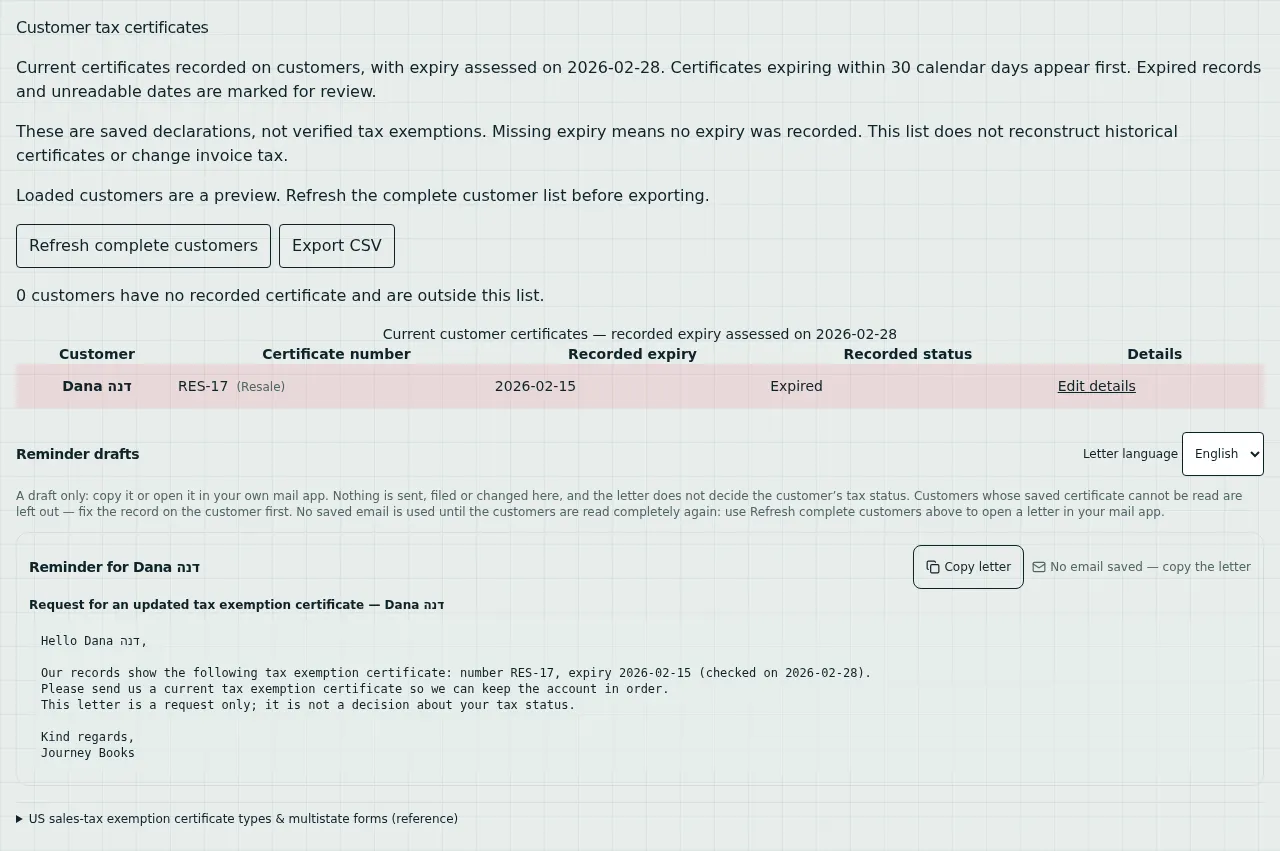 Customer tax certificates
Current certificates recorded on customers, with expiry assessed on 2026-02-28. Certificates expiring within 30 calendar days appear first. Expired records
and unreadable dates are marked for review.
These are saved declarations, not verified tax exemptions. Missing expiry means no expiry was recorded. This list does not reconstruct historical
certificates or change invoice tax.
Loaded customers are a preview. Refresh the complete customer list before exporting.
Refresh complete customers Export CSV
0 customers have no recorded certificate and are outside this list.
Current customer certificates — recorded expiry assessed on 2026-02-28
Customer Certificate number Recorded expiry Recorded status Details
Dana דנה RES-17 (Resale) 2026-02-15 Expired Edit details
Reminder drafts Letter language English
A draft only: copy it or open it in your own mail app. Nothing is sent, filed or changed here, and the letter does not decide the customer’s tax status. Customers whose saved certificate cannot be read are
left out — fix the record on the customer first. No saved email is used until the customers are read completely again: use Refresh complete customers above to open a letter in your mail app.
Reminder for Dana דנה Copy letter No email saved — copy the letter
Request for an updated tax exemption certificate — Dana דנה
Hello Dana דנה,
Our records show the following tax exemption certificate: number RES-17, expiry 2026-02-15 (checked on 2026-02-28).
Please send us a current tax exemption certificate so we can keep the account in order.
This letter is a request only; it is not a decision about your tax status.
Kind regards,
Journey Books
US sales-tax exemption certificate types & multistate forms (reference)